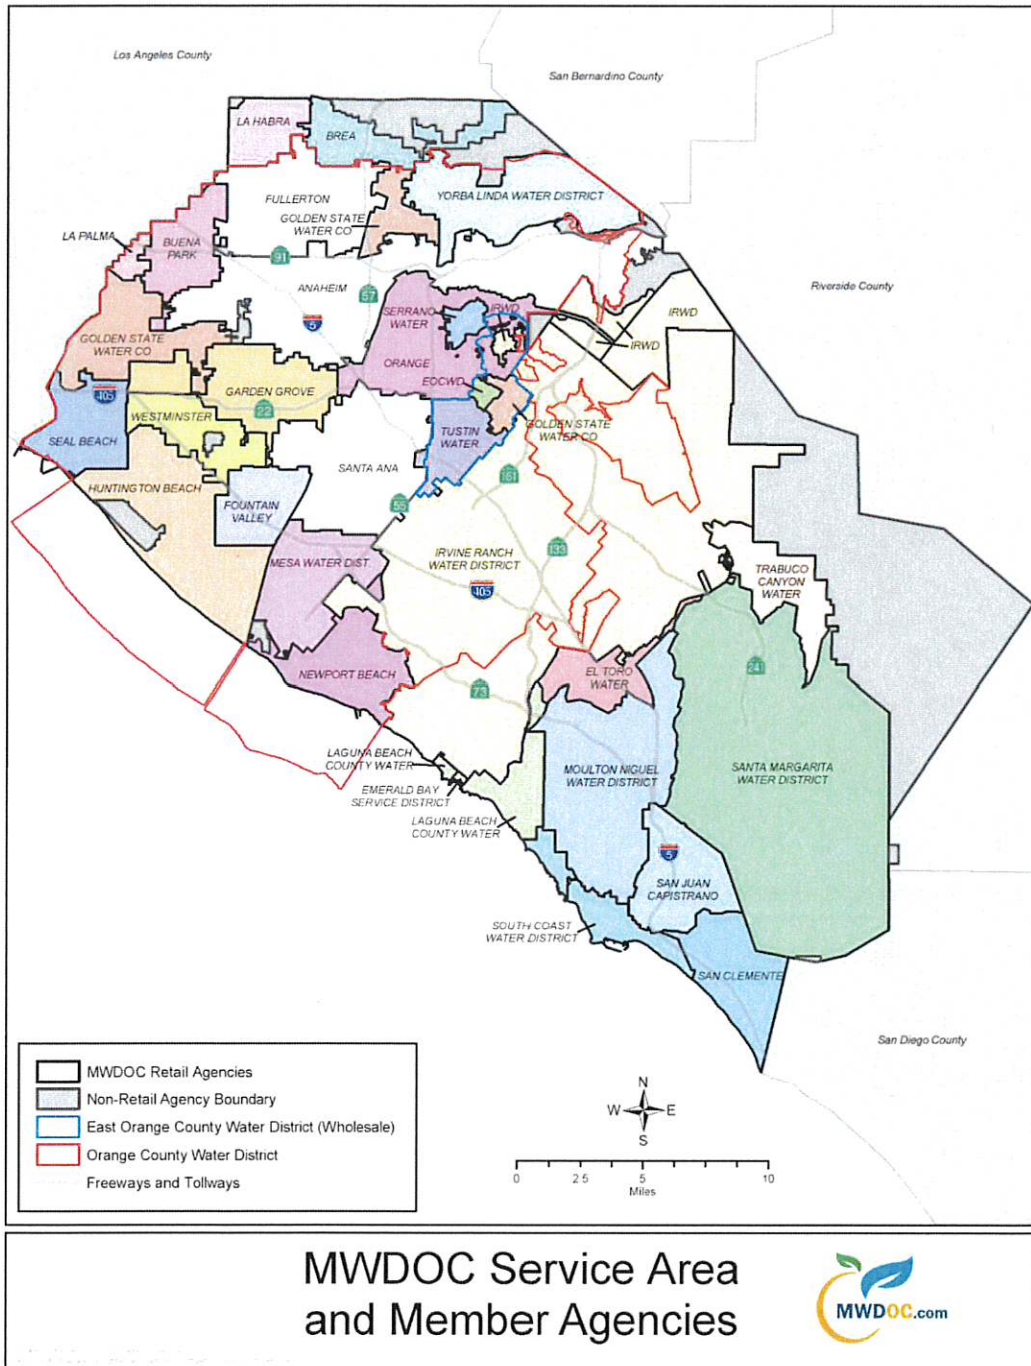 Los Angeles County
San Bernardino County
LA HABRA
BREA
FULLERTON
YORBA LINDA WATER DISTRICT
GOLDEN STATE
WATER CO
LA PALMA
BUENA
PARK
91
ANAHEIM
57
5
Riverside County
SERRANO
WATER
IRWD
IRWD
IRWD
GOLDEN STATE
WATER CO
ORANGE
EOCWD
405
GARDEN GROVE
22
WESTMINSTER
SEAL BEACH
TUSTIN
WATER
GOLDEN STATE
WATER CO
SANTA ANA
161
HUNTINGTON BEACH
FOUNTAIN
VALLEY
55
133
IRVINE RANCH
WATER DISTRICT
MESA WATER DIST.
405
TRABUCO
CANYON
WATER
NEWPORT BEACH
73
EL TORO
WATER
241
LAGUNA BEACH
COUNTY WATER
EMERALD BAY
SERVICE DISTRICT
MOULTON NIGUEL
WATER DISTRICT
SANTA MARGARITA
WATER DISTRICT
LAGUNA BEACH
COUNTY WATER
5
SAN JUAN
CAPISTRANO
SOUTH COAST
WATER DISTRICT
SAN CLEMENTE
San Diego County
MWDOC Retail Agencies
Non-Retail Agency Boundary
East Orange County Water District (Wholesale)
Orange County Water District
Freeways and Tollways
N
W E
S
0 2.5 5 10
Miles
MWDOC Service Area
and Member Agencies
MWDOC.com